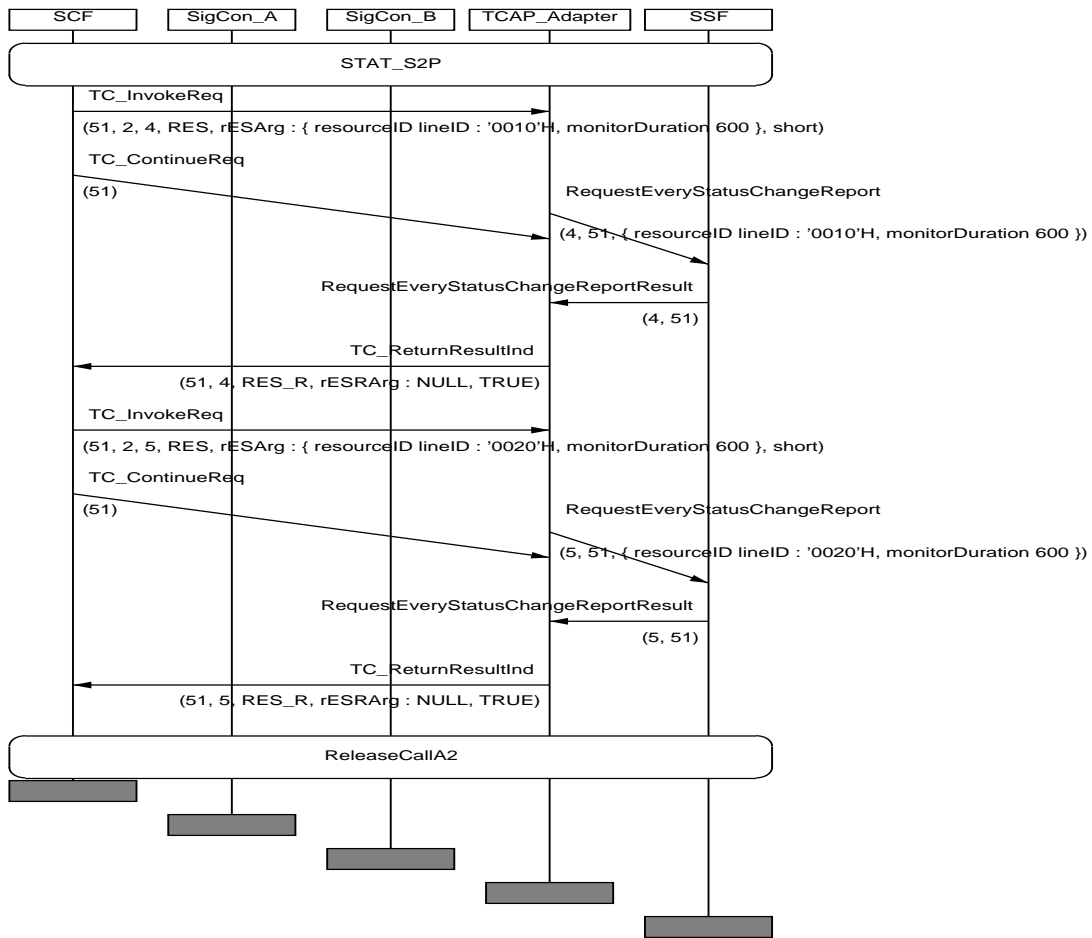 SCF SigCon_A SigCon_B TCAP_Adapter SSF
STAT_S2P
TC_InvokeReq
(51, 2, 4, RES, rESArg : { resourceID lineID : '0010'H, monitorDuration 600 }, short)
TC_ContinueReq
(51)
RequestEveryStatusChangeReport
(4, 51, { resourceID lineID : '0010'H, monitorDuration 600 })
RequestEveryStatusChangeReportResult
(4, 51)
TC_ReturnResultInd
(51, 4, RES_R, rESRArg : NULL, TRUE)
TC_InvokeReq
(51, 2, 5, RES, rESArg : { resourceID lineID : '0020'H, monitorDuration 600 }, short)
TC_ContinueReq
(51)
RequestEveryStatusChangeReport
(5, 51, { resourceID lineID : '0020'H, monitorDuration 600 })
RequestEveryStatusChangeReportResult
(5, 51)
TC_ReturnResultInd
(51, 5, RES_R, rESRArg : NULL, TRUE)
ReleaseCallA2